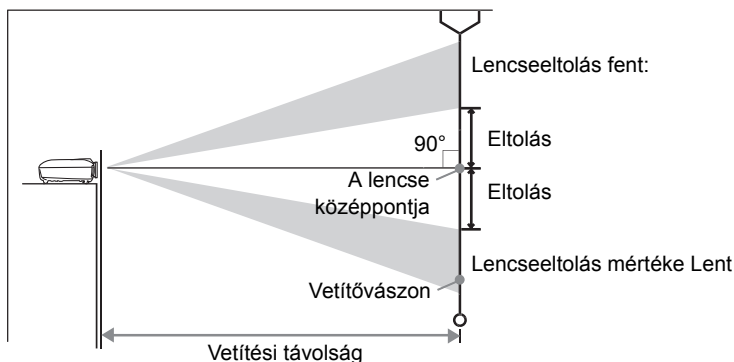 Lencseeltolás fent:
Eltolás
90°
A lencse
középpontja
Eltolás
Lencseeltolás mértéke Lent
Vetítővászon
Vetítési távolság